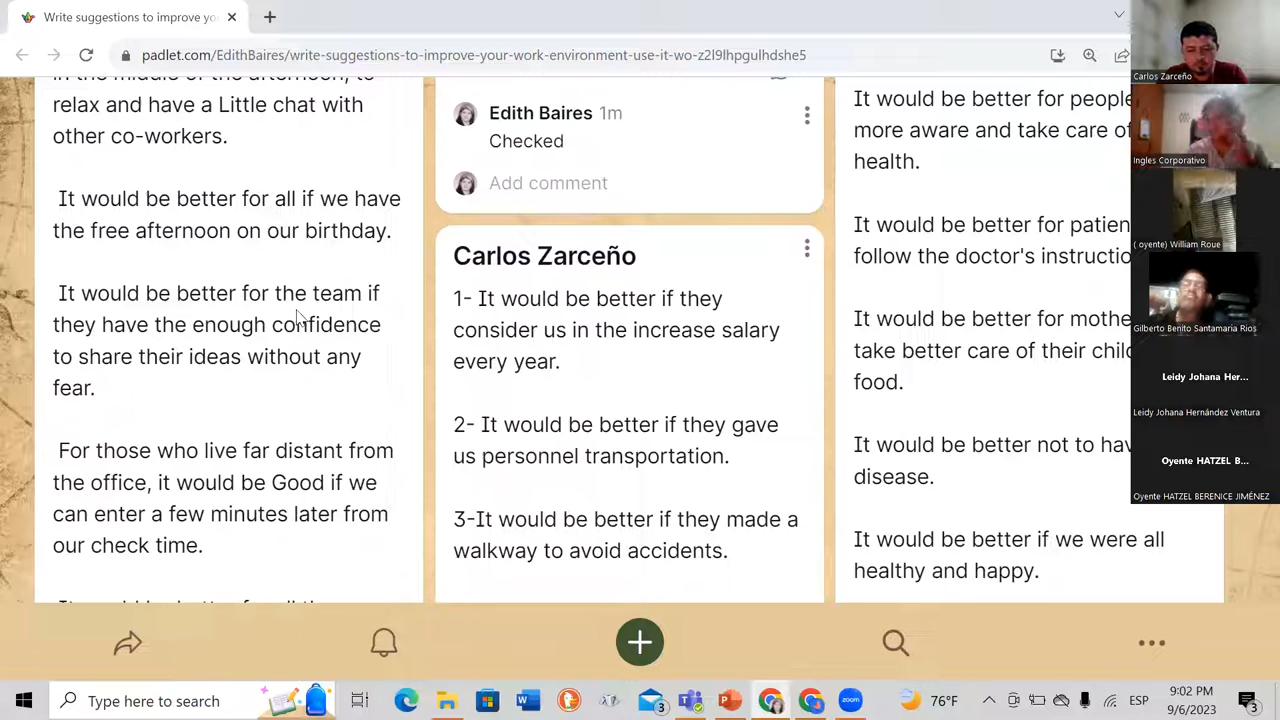 Write suggestions to improve yo
padlet.com/EdithBaires/write-suggestions-to-improve-your-work-environment-use-it-wo-z2l9lhpgulhdshe5
in the middle of the afternoon, to
relax and have a Little chat with
other co-workers.
It would be better for all if we have
the free afternoon on our birthday.
It would be better for the team if
they have the enough confidence
to share their ideas without any
fear.
For those who live far distant from
the office, it would be Good if we
can enter a few minutes later from
our check time.
Edith Baires 1m
Checked
Add comment
Carlos Zarceño
1- It would be better if they
consider us in the increase salary
every year.
2- It would be better if they gave
us personnel transportation.
3-It would be better if they made a
walkway to avoid accidents.
It would be better for people
more aware and take care of
health.
It would be better for patien
follow the doctor's instructio
It would be better for mothe
take better care of their chil
food.
It would be better not to hav
disease.
It would be better if we were all
healthy and happy.
Carlos Zarceño
Ingles Corporativo
( oyente) William Roue
Gilberto Benito Santamaria Rios
Leidy Johana Her...
Leidy Johana Hernández Ventura
Oyente HATZEL B...
Oyente HATZEL BERENICE JIMÉNEZ
Type here to search
3
76°F
ESP
9:02 PM
9/6/2023
3